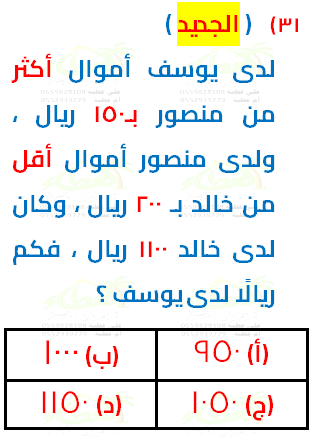 ٣١) ( الجديد )
لدى يوسف أموال أكثر
من منصور بـ١٥٠ ريال ،
ولدى منصور أموال أقل
من خالد بـ ٢٠٠ ريال ، وكان
لدى خالد ١١٠٠ ريال ، فكم
ريالًا لدى يوسف ؟
(أ) ٩٥٠ (ب) ١٠٠٠
(ج) ١٠٥٠ (د) ١١٥٠